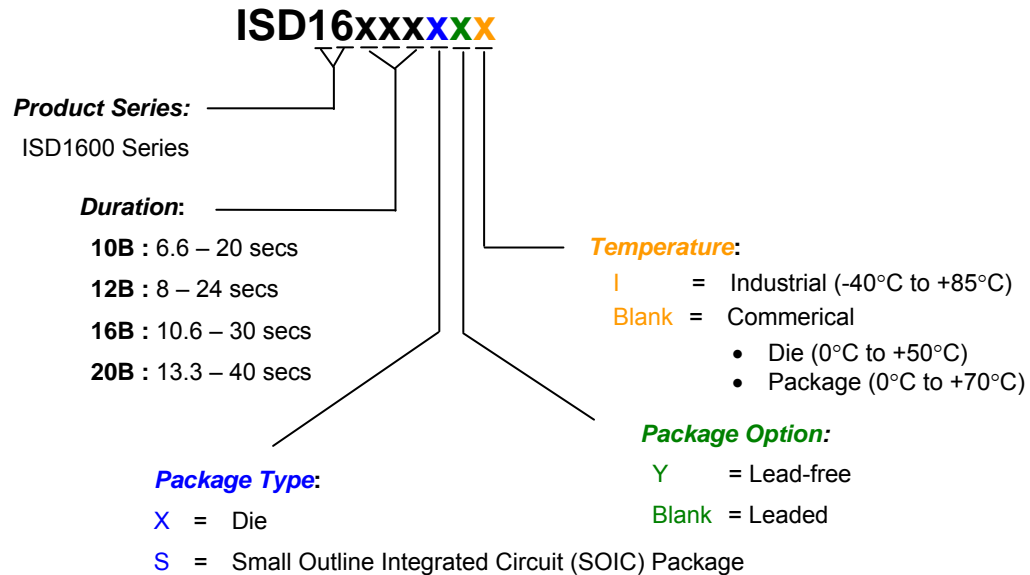 ISD16xxxxxx
Product Series:
ISD1600 Series
Duration:
10B : 6.6 – 20 secs
12B : 8 – 24 secs
16B : 10.6 – 30 secs
20B : 13.3 – 40 secs
Temperature:
I = Industrial (-40°C to +85°C)
Blank = Commerical
• Die (0°C to +50°C)
• Package (0°C to +70°C)
Package Option:
Y = Lead-free
Blank = Leaded
Package Type:
X = Die
S = Small Outline Integrated Circuit (SOIC) Package